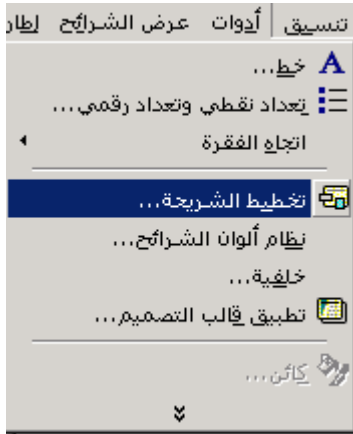 تنسيق أدوات عرض الشرائح إطار
A خط...
تعداد نقطي وتعداد رقمي...
اتجاه الفقرة
تخطيط الشريحة...
نظام ألوان الشرائح...
خلفية...
تطبيق قالب التصميم...
كائن...